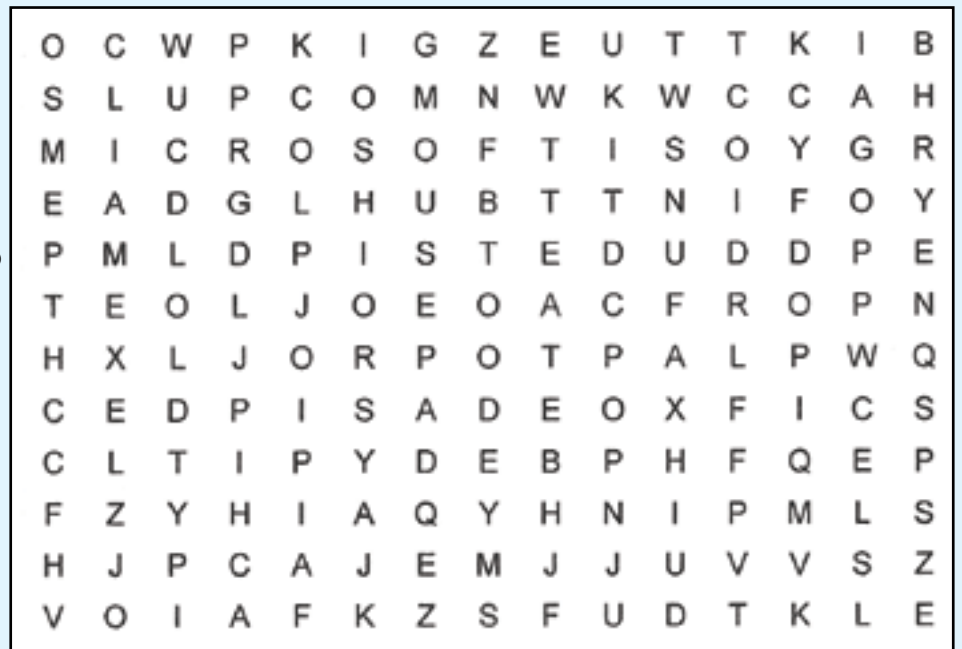 O C W P K I G Z E U T T K I B
S L U P C O M N W K W C C A H
M I C R O S O F T I S O Y G R
E A D G L H U B T T N I F O Y
P M L D P I S T E D U D D P E
T E O L J O E O A C F R O P N
H X L J O R P O T P A L P W Q
C E D P I S A D E O X F I C S
C L T I P Y D E B P H F Q E P
F Z Y H I A Q Y H N I P M L S
H J P C A J E M J J U V V S Z
V O I A F K Z S F U D T K L E